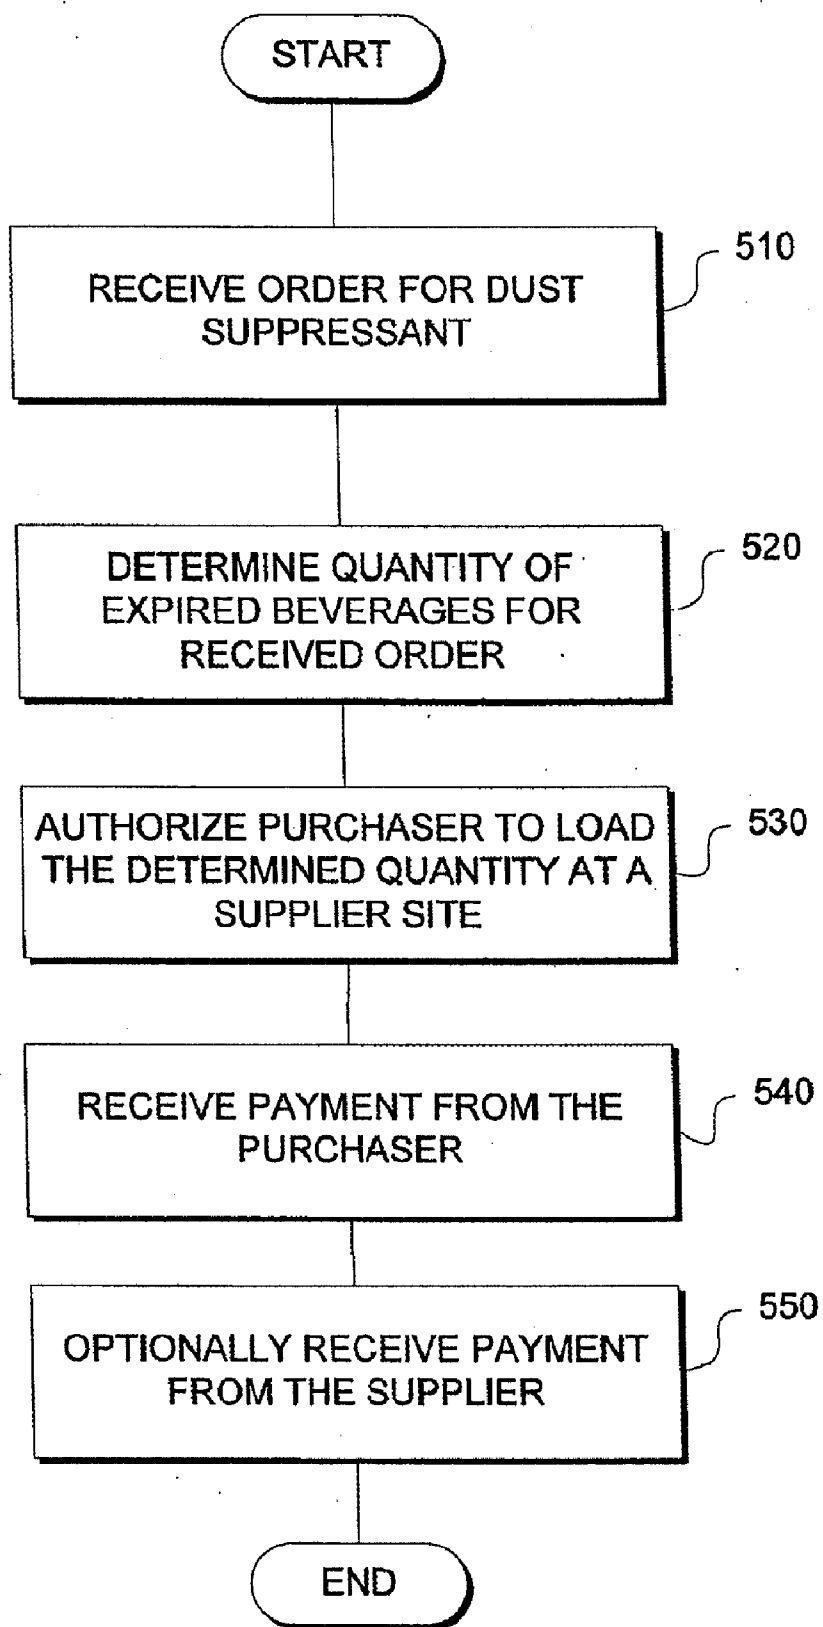 START
RECEIVE ORDER FOR DUST
SUPPRESSANT
510
DETERMINE QUANTITY OF
EXPIRED BEVERAGES FOR
RECEIVED ORDER
520
AUTHORIZE PURCHASER TO LOAD
THE DETERMINED QUANTITY AT A
SUPPLIER SITE
530
RECEIVE PAYMENT FROM THE
PURCHASER
540
OPTIONALLY RECEIVE PAYMENT
FROM THE SUPPLIER
550
END